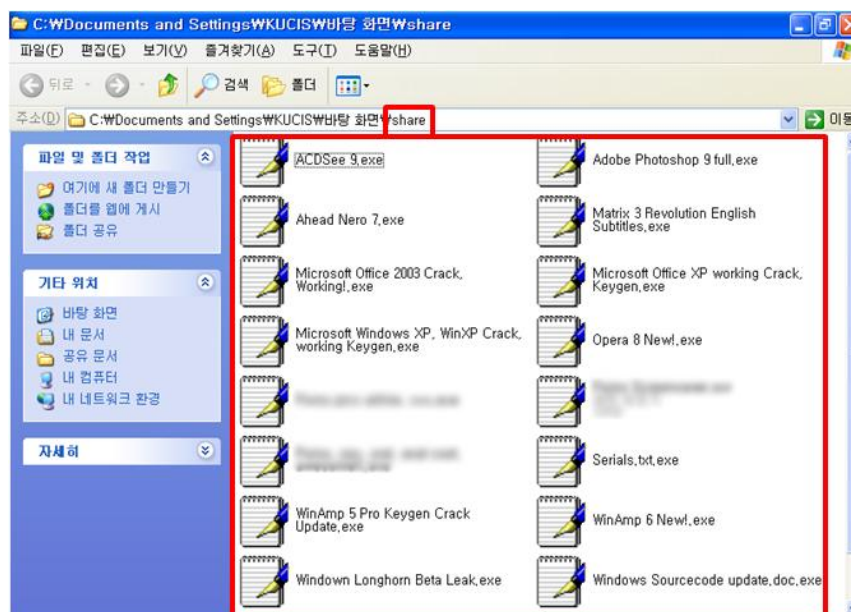 C:₩Documents and Settings₩KUCIS₩바탕 화면₩share
파일(F) 편집(E) 보기(V) 즐겨찾기(A) 도구(T) 도움말(H)
뒤로 검색 폴더
주소(D) C:₩Documents and Settings₩KUCIS₩바탕 화면₩share 이동
파일 및 폴더 작업
여기에 새 폴더 만들기
폴더를 웹에 게시
폴더 공유
기타 위치
바탕 화면
내 문서
공유 문서
내 컴퓨터
내 네트워크 환경
자세히
ACDSee 9.exe
Adobe Photoshop 9 full.exe
Ahead Nero 7.exe
Matrix 3 Revolution English
Subtitles.exe
Microsoft Office 2003 Crack,
Working!.exe
Microsoft Office XP working Crack,
Keygen.exe
Microsoft Windows XP, WinXP Crack,
working Keygen.exe
Opera 8 New!.exe
Serials.txt.exe
WinAmp 5 Pro Keygen Crack
Update.exe
WinAmp 6 New!.exe
Windown Longhorn Beta Leak.exe
Windows Sourcecode update.doc.exe